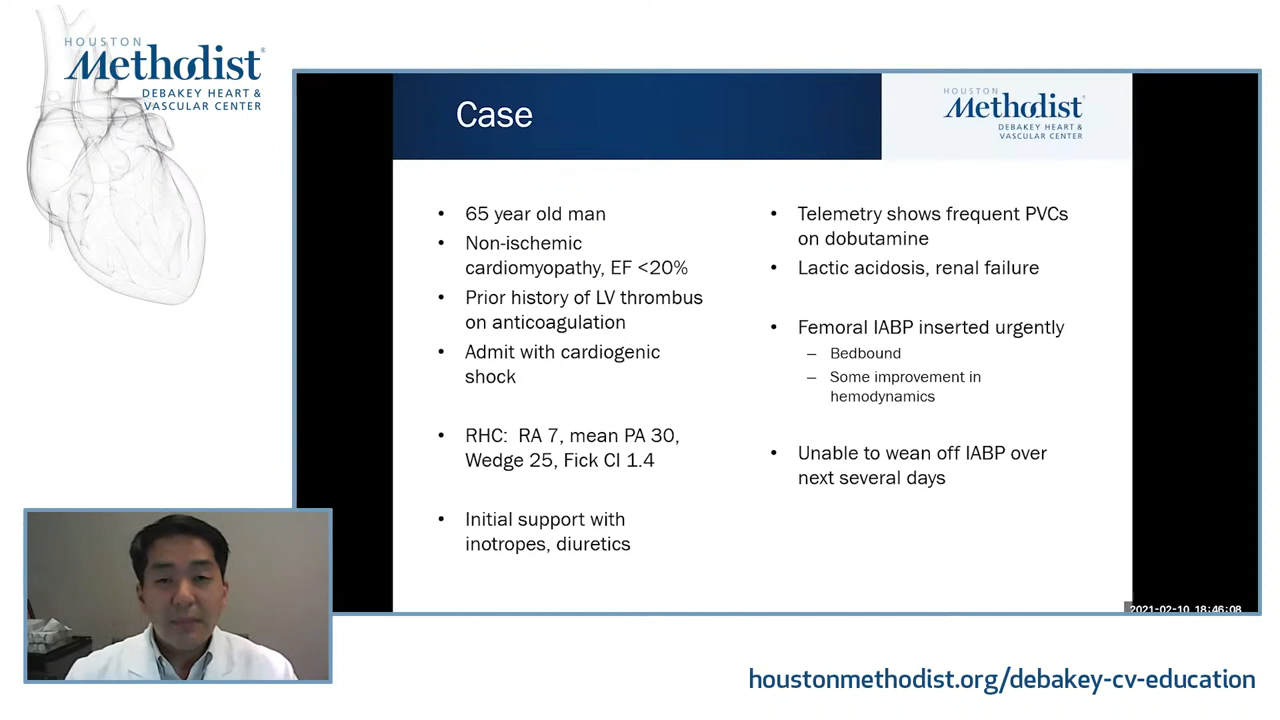 HOUSTON
Methodist®
DEBAKEY HEART &
VASCULAR CENTER
Case
HOUSTON
Methodist®
DEBAKEY HEART &
VASCULAR CENTER
• 65 year old man
• Non-ischemic
cardiomyopathy, EF <20%
• Prior history of LV thrombus
on anticoagulation
• Admit with cardiogenic
shock
• RHC: RA 7, mean PA 30,
Wedge 25, Fick CI 1.4
• Initial support with
inotropes, diuretics
• Telemetry shows frequent PVCs
on dobutamine
• Lactic acidosis, renal failure
• Femoral IABP inserted urgently
– Bedbound
– Some improvement in
hemodynamics
• Unable to wean off IABP over
next several days
2021-02-10 18:46:08
houstonmethodist.org/debakey-cv-education